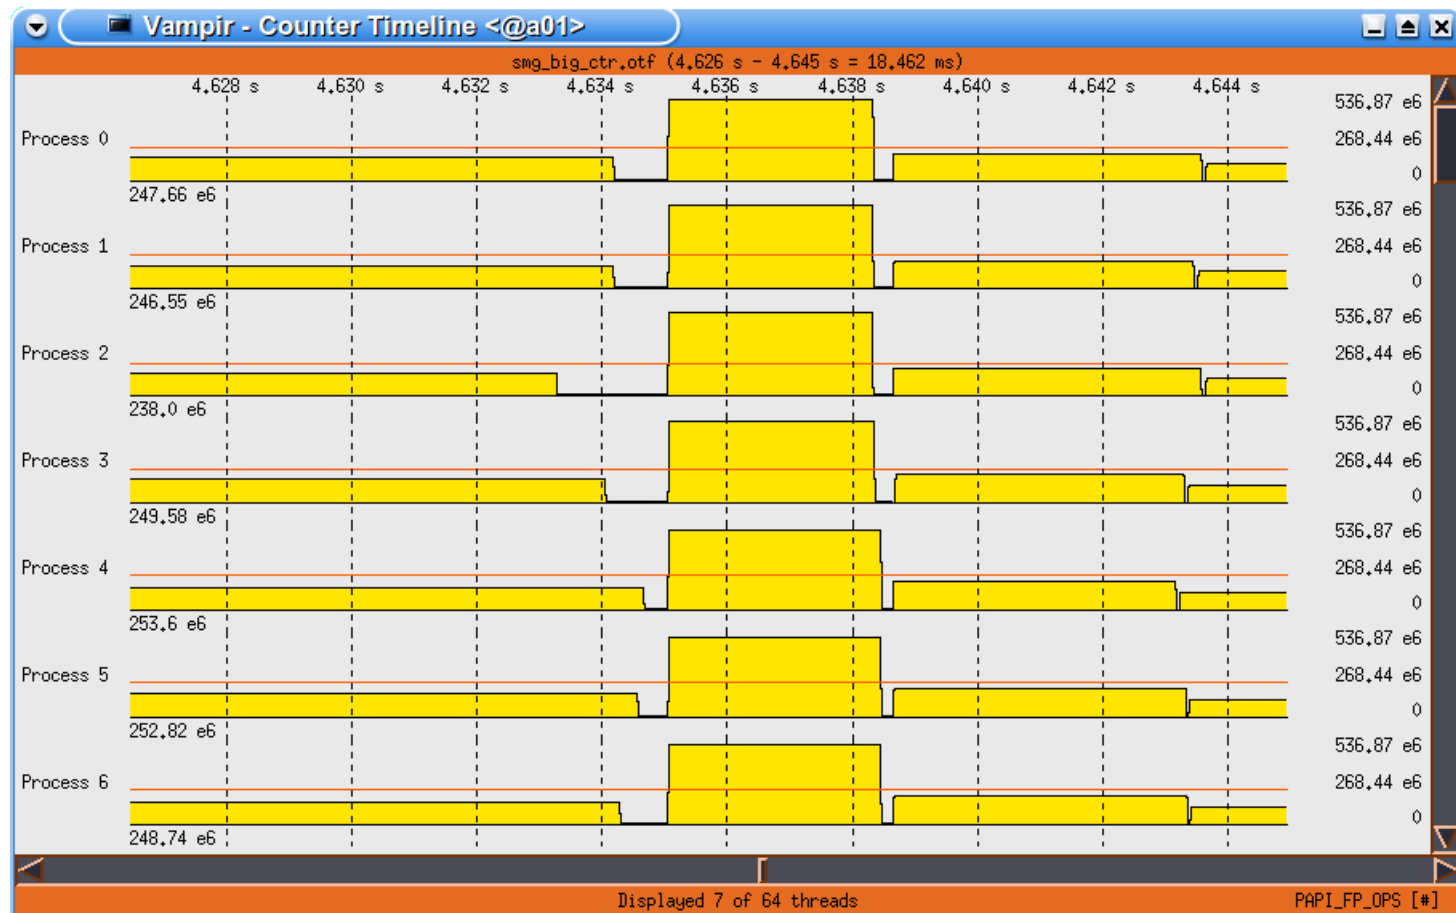 Vampir - Counter Timeline <@a01>
smg_big_ctr.otf (4.626 s - 4.645 s = 18.462 ms)
4.628 s 4.630 s 4.632 s 4.634 s 4.636 s 4.638 s 4.640 s 4.642 s 4.644 s
536.87 e6
Process 0 268.44 e6
0
247.66 e6
536.87 e6
Process 1 268.44 e6
0
246.55 e6
536.87 e6
Process 2 268.44 e6
0
238.0 e6
536.87 e6
Process 3 268.44 e6
0
249.58 e6
536.87 e6
Process 4 268.44 e6
0
253.6 e6
536.87 e6
Process 5 268.44 e6
0
252.82 e6
536.87 e6
Process 6 268.44 e6
0
248.74 e6
Displayed 7 of 64 threads PAPI_FP_OPS [#]